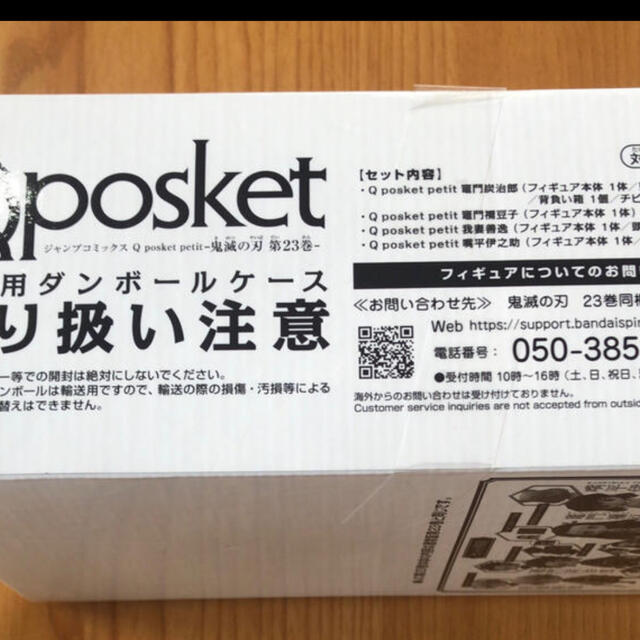 Qposket
ジャンプコミックス Q posket petit-鬼滅の刃 第23巻-
用ダンボールケース
り扱い注意
ー等での開封は絶対にしないでください。
ンボールは輸送用ですので、輸送の際の損傷・汚損等による
替えはできません。
【セット内容】
・Q posket petit 竈門炭治郎（フィギュア本体 1体／
背負い箱 1個／チビ
・Q posket petit 竈門禰豆子（フィギュア本体 1体）
・Q posket petit 我妻善逸（フィギュア本体 1体／
・Q posket petit 嘴平伊之助（フィギュア本体 1体／頭
フィギュアについてのお問
≪お問い合わせ先≫ 鬼滅の刃 23巻同梱
Web https://support.bandaispir
電話番号： 050-385
●受付時間 10時～16時（土、日、祝日、
海外からのお問い合わせは受け付けておりません。
Customer service inquiries are not accepted from outside